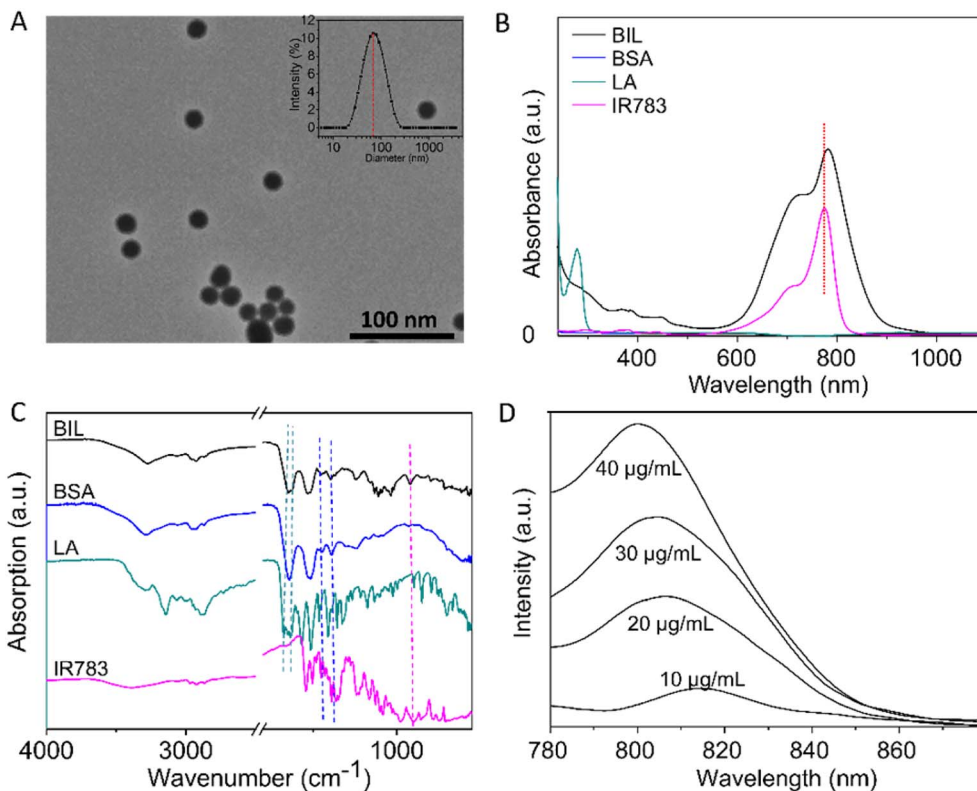 A
12
10
8
6
4
2
0
Intensity (%)
10
100
1000
Diameter (nm)
100 nm
B
BIL
BSA
LA
IR783
Absorbance (a.u.)
0
400
600
800
1000
Wavelength (nm)
C
BIL
BSA
LA
IR783
Absorption (a.u.)
4000
3000
1000
Wavenumber (cm⁻¹)
D
40 µg/mL
30 µg/mL
20 µg/mL
10 µg/mL
Intensity (a.u.)
780
800
820
840
860
Wavelength (nm)